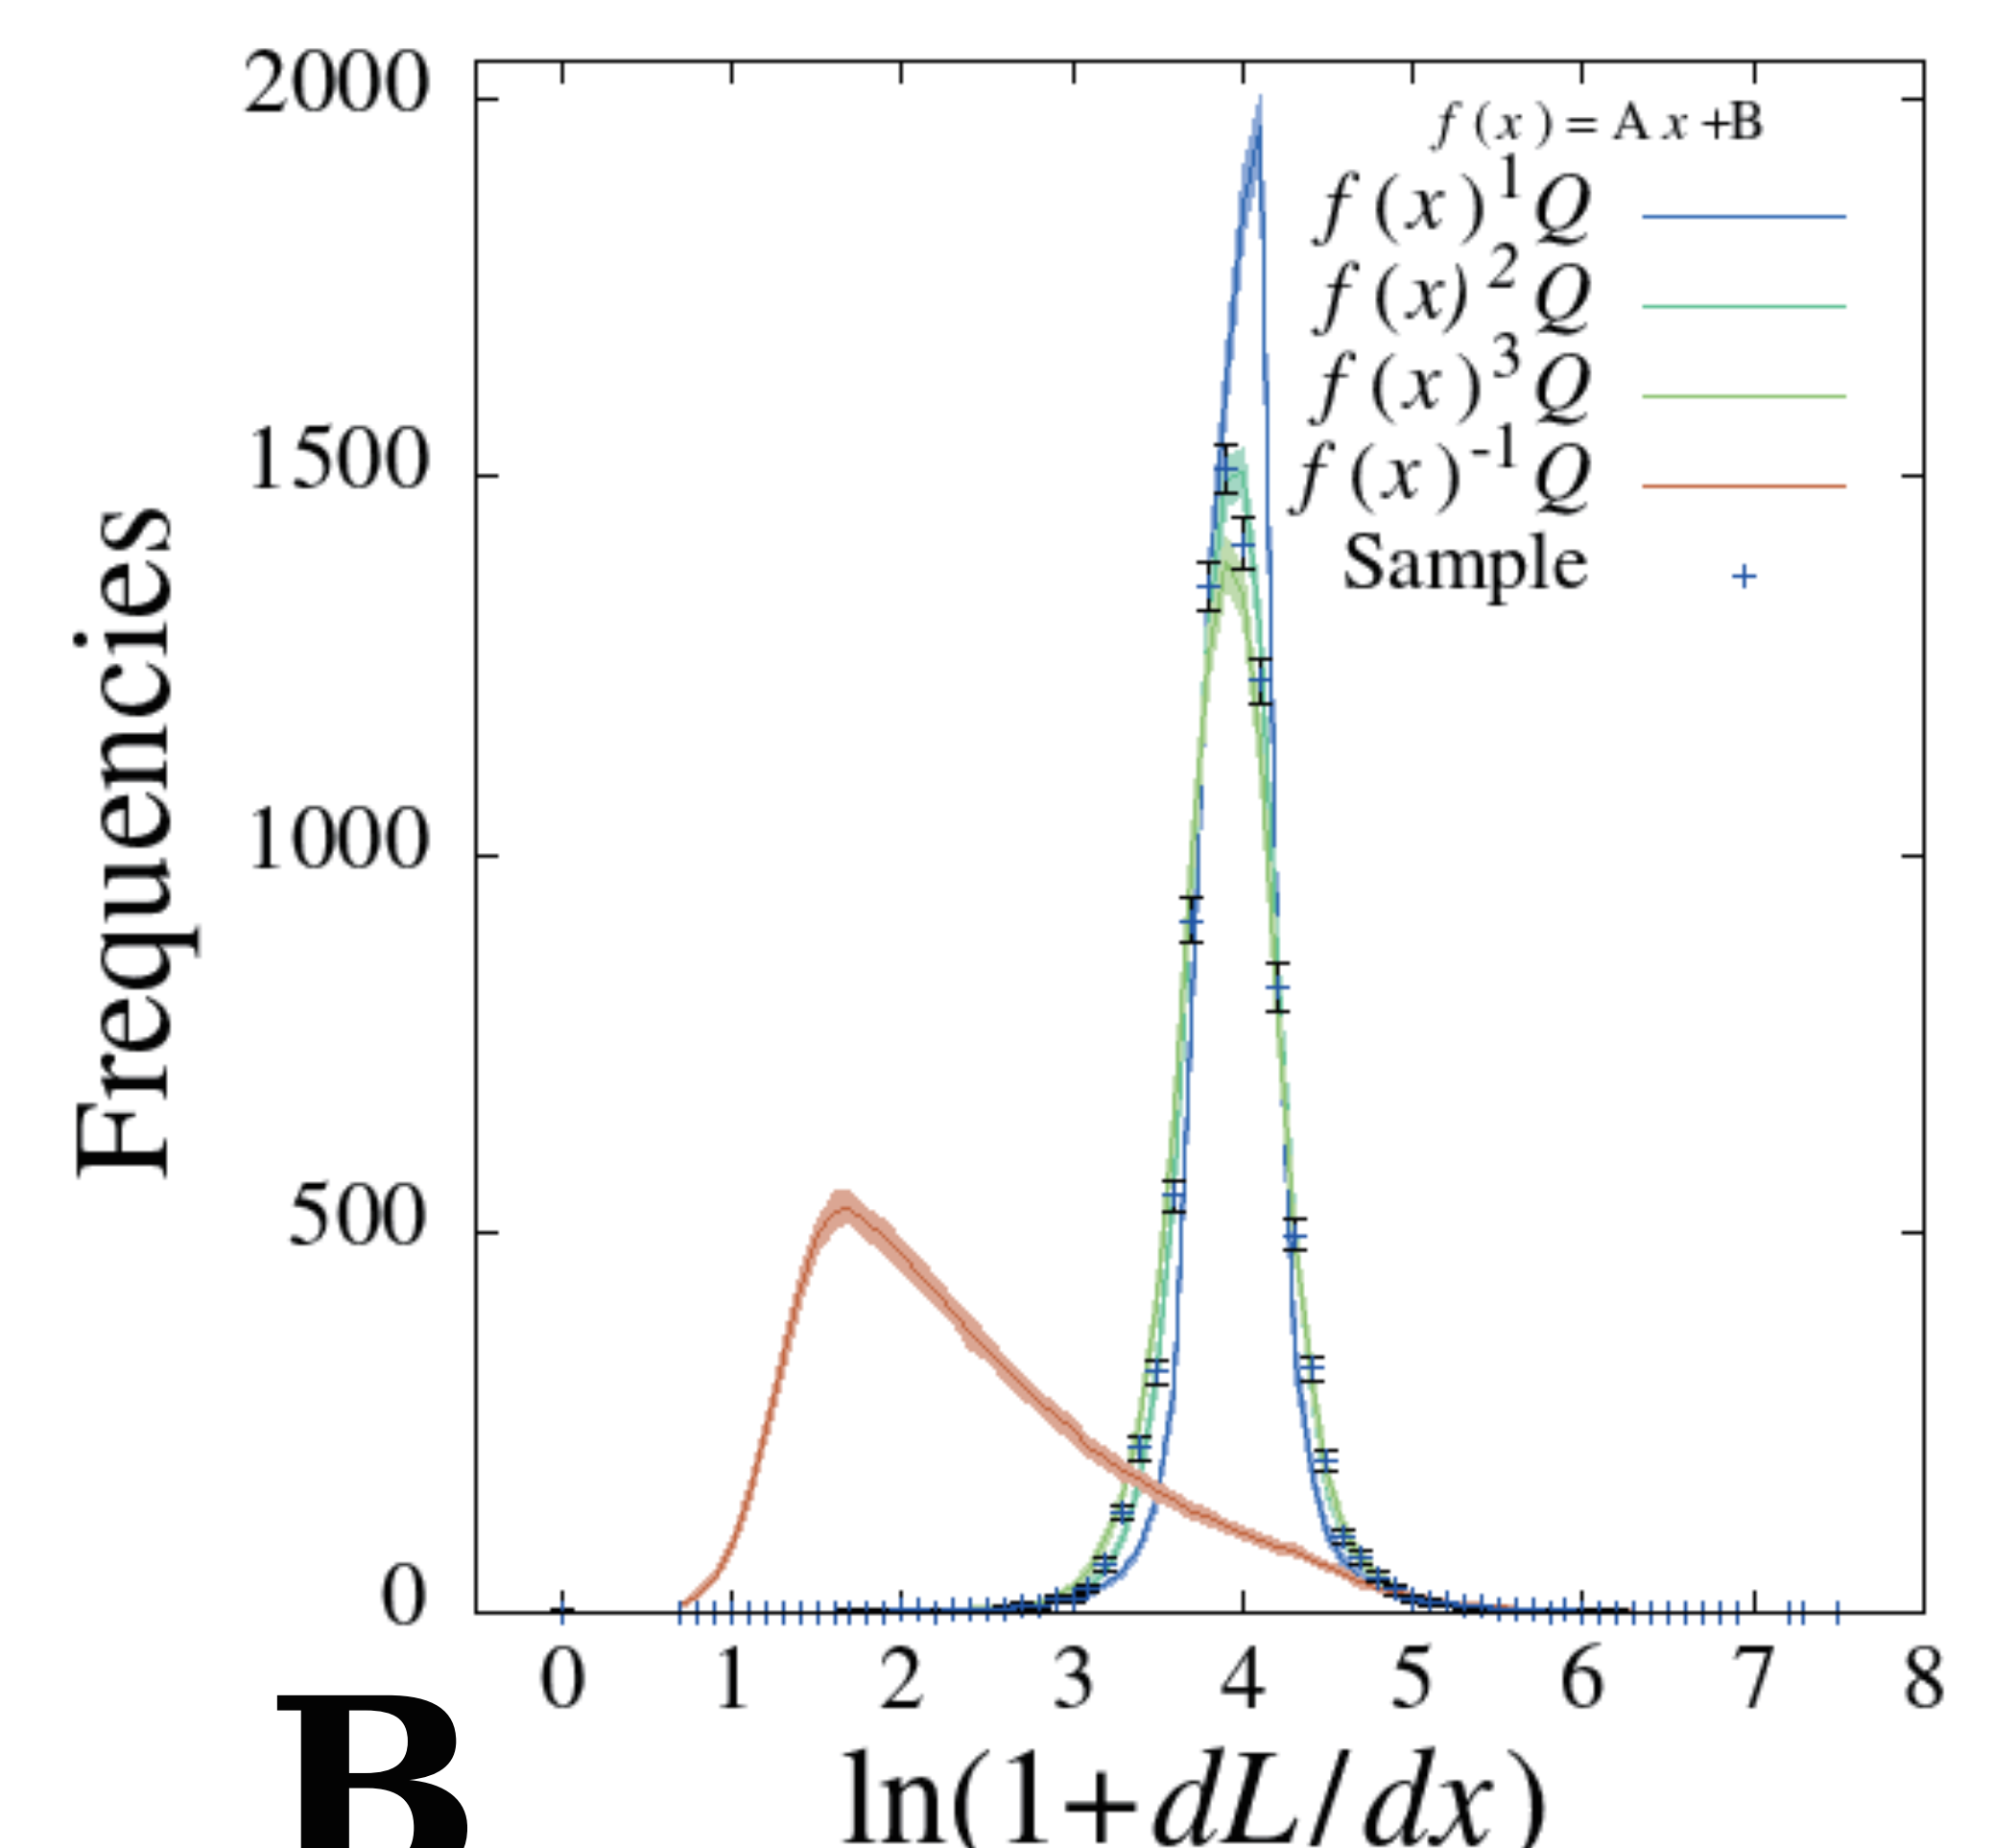 2000
f (x) = A x +B
f (x)¹Q
f (x)²Q
f (x)³Q
f (x)⁻¹Q
Sample
1500
1000
500
0
Frequencies
0 1 2 3 4 5 6 7 8
ln(1+dL/dx)
B